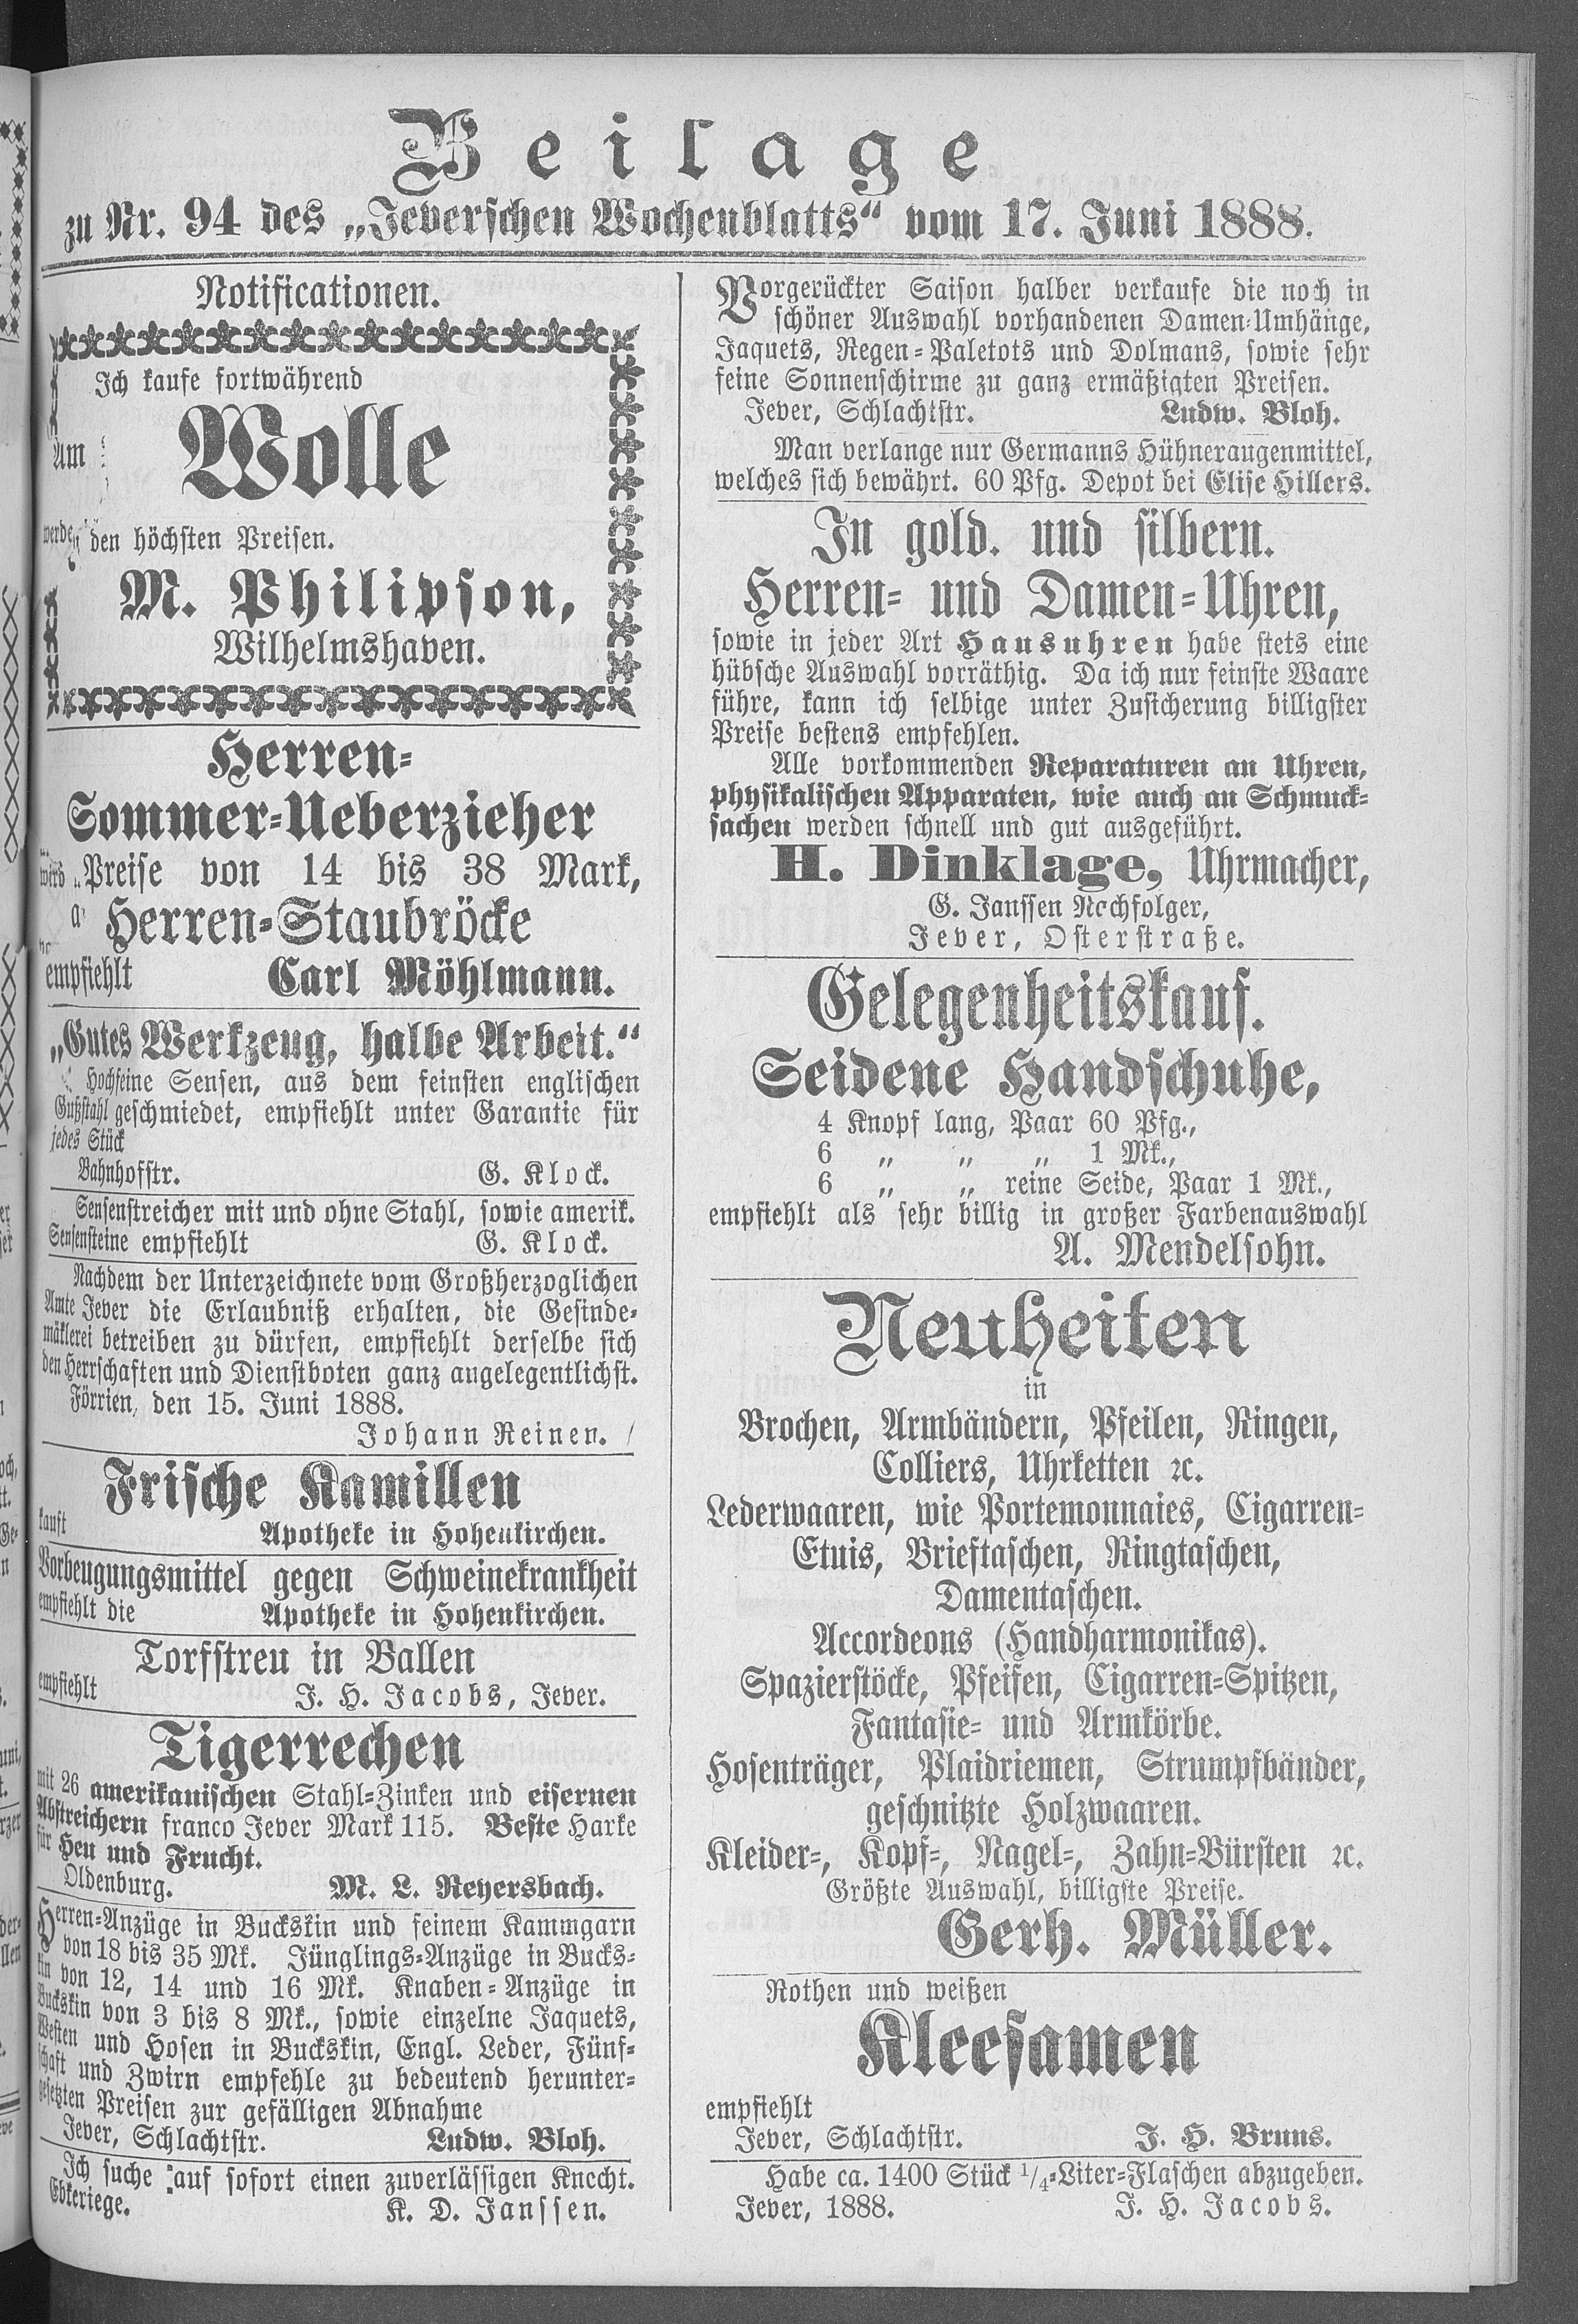 Beilage
zu Nr. 94 des „Jeverschen Wochenblatts“ vom 17. Juni 1888.
Notificationen.
Ich kaufe fortwährend
Am
Wolle
den höchsten Preisen.
M. Philipson,
Wilhelmshaven.
Herren-
Sommer-Ueberzieher
Preise von 14 bis 38 Mark,
Herren-Staubröcke
empfiehlt Carl Möhlmann.
„Gutes Werkzeug, halbe Arbeit.“
Hochfeine Sensen, aus dem feinsten englischen
Gußstahl geschmiedet, empfiehlt unter Garantie für
jedes Stück
Bahnhofstr. G. Klock.
Sensenstreicher mit und ohne Stahl, sowie amerik.
Sensensteine empfiehlt G. Klock.
Nachdem der Unterzeichnete vom Großherzoglichen
Amte Jever die Erlaubniß erhalten, die Gesinde-
mäklerei betreiben zu dürfen, empfiehlt derselbe sich
den Herrschaften und Dienstboten ganz angelegentlichst.
Förrien, den 15. Juni 1888.
Johann Reinen.
Frische Kamillen
kauft
Apotheke in Hohenkirchen.
Vorbeugungsmittel gegen Schweinekrankheit
empfiehlt die Apotheke in Hohenkirchen.
Torfstreu in Ballen
empfiehlt J. H. Jacobs, Jever.
Tigerrechen
mit 26 amerikanischen Stahl-Zinken und eisernen
Abstreichern franco Jever Mark 115. Beste Harke
für Heu und Frucht.
Oldenburg. M. L. Reyersbach.
Herren-Anzüge in Buckskin und feinem Kammgarn
von 18 bis 35 Mk. Jünglings-Anzüge in Bucks-
kin von 12, 14 und 16 Mk. Knaben-Anzüge in
Buckskin von 3 bis 8 Mk., sowie einzelne Jaquets,
Westen und Hosen in Buckskin, Engl. Leder, Fünf-
schaft und Zwirn empfehle zu bedeutend herunter-
gesetzten Preisen zur gefälligen Abnahme
Jever, Schlachtstr. Ludw. Bloh.
Ich suche auf sofort einen zuverlässigen Knecht.
Ebkeriege. K. D. Janssen.
Vorgerückter Saison halber verkaufe die noch in
schöner Auswahl vorhandenen Damen-Umhänge,
Jaquets, Regen-Paletots und Dolmans, sowie sehr
feine Sonnenschirme zu ganz ermäßigten Preisen.
Jever, Schlachtstr. Ludw. Bloh.
Man verlange nur Germanns Hühneraugenmittel,
welches sich bewährt. 60 Pfg. Depot bei Elise Hillers.
In gold. und silbern.
Herren- und Damen-Uhren,
sowie in jeder Art Hausuhren habe stets eine
hübsche Auswahl vorräthig. Da ich nur feinste Waare
führe, kann ich selbige unter Zusicherung billigster
Preise bestens empfehlen.
Alle vorkommenden Reparaturen an Uhren,
physikalischen Apparaten, wie auch an Schmuck-
sachen werden schnell und gut ausgeführt.
H. Dinklage, Uhrmacher,
G. Janssen Nachfolger,
Jever, Osterstraße.
Gelegenheitskauf.
Seidene Handschuhe,
4 Knopf lang, Paar 60 Pfg.,
6 „ „ „ 1 Mk.,
6 „ „ reine Seide, Paar 1 Mk.,
empfiehlt als sehr billig in großer Farbenauswahl
A. Mendelsohn.
Neuheiten
in
Brochen, Armbändern, Pfeilen, Ringen,
Colliers, Uhrketten ꝛc.
Lederwaaren, wie Portemonnaies, Cigarren-
Etuis, Brieftaschen, Ringtaschen,
Damentaschen.
Accordeons (Handharmonikas).
Spazierstöcke, Pfeifen, Cigarren-Spitzen,
Fantasie- und Armkörbe.
Hosenträger, Plaidriemen, Strumpfbänder,
geschnitzte Holzwaaren.
Kleider-, Kopf-, Nagel-, Zahn-Bürsten ꝛc.
Größte Auswahl, billigste Preise.
Gerh. Müller.
Rothen und weißen
Kleesamen
empfiehlt
Jever, Schlachtstr. J. H. Bruns.
Habe ca. 1400 Stück 1/4-Liter-Flaschen abzugeben.
Jever, 1888. J. H. Jacobs.